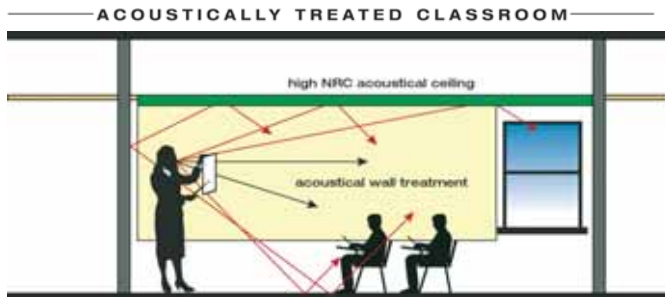 ACOUSTICALLY TREATED CLASSROOM
high NRC acoustical ceiling
acoustical wall treatment